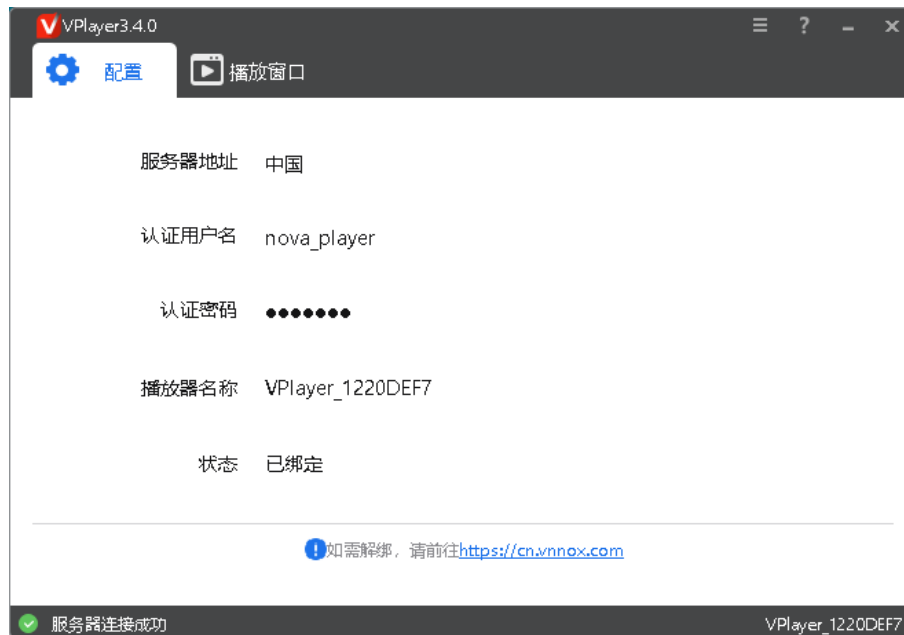 VPlayer3.4.0
配置
播放窗口
服务器地址 中国
认证用户名 nova_player
认证密码 ●●●●●●●
播放器名称 VPlayer_1220DEF7
状态 已绑定
如需解绑，请前往https://cn.vnnox.com
服务器连接成功 VPlayer_1220DEF7